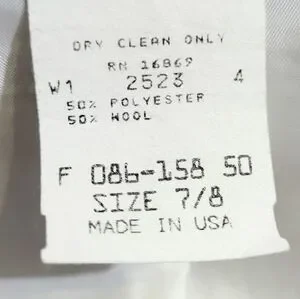 DRY CLEAN ONLY
RN 16869
W1 2523 4
50% POLYESTER
50% WOOL
F 086-158 50
SIZE 7/8
MADE IN USA